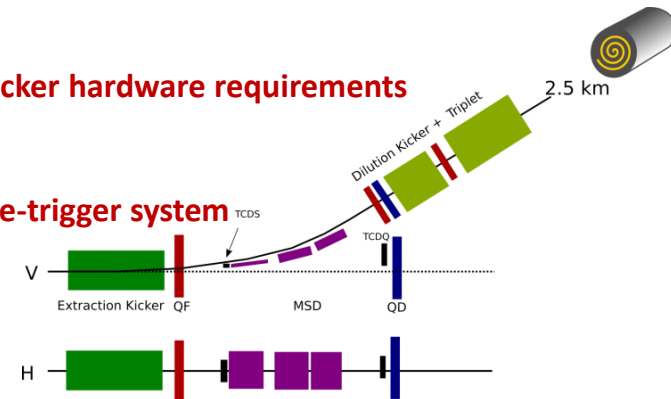 cker hardware requirements
2.5 km
Dilution Kicker + Triplet
e-trigger system
TCDS
TCDQ
V
Extraction Kicker QF MSD QD
H